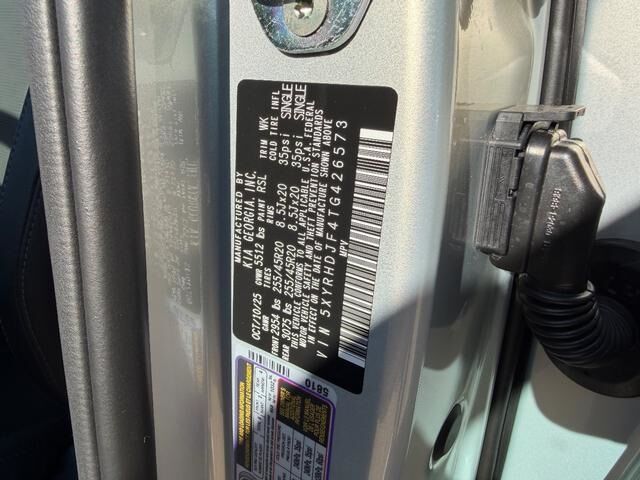 MANUFACTURED BY
KIA GEORGIA, INC.
OCT/10/25 GVWR 5512 lbs PAINT RSL TRIM WK
GAWR TIRES RIMS COLD TIRE INFL
FRONT 2954 lbs 255/45R20 8.5Jx20 35psi SINGLE
REAR 3075 lbs 255/45R20 8.5Jx20 35psi SINGLE
THIS VEHICLE CONFORMS TO ALL APPLICABLE U.S.A. FEDERAL
MOTOR VEHICLE SAFETY AND THEFT PREVENTION STANDARDS
IN EFFECT ON THE DATE OF MANUFACTURE SHOWN ABOVE
VIN 5XYRHDJF4TG426573
MPV
5810